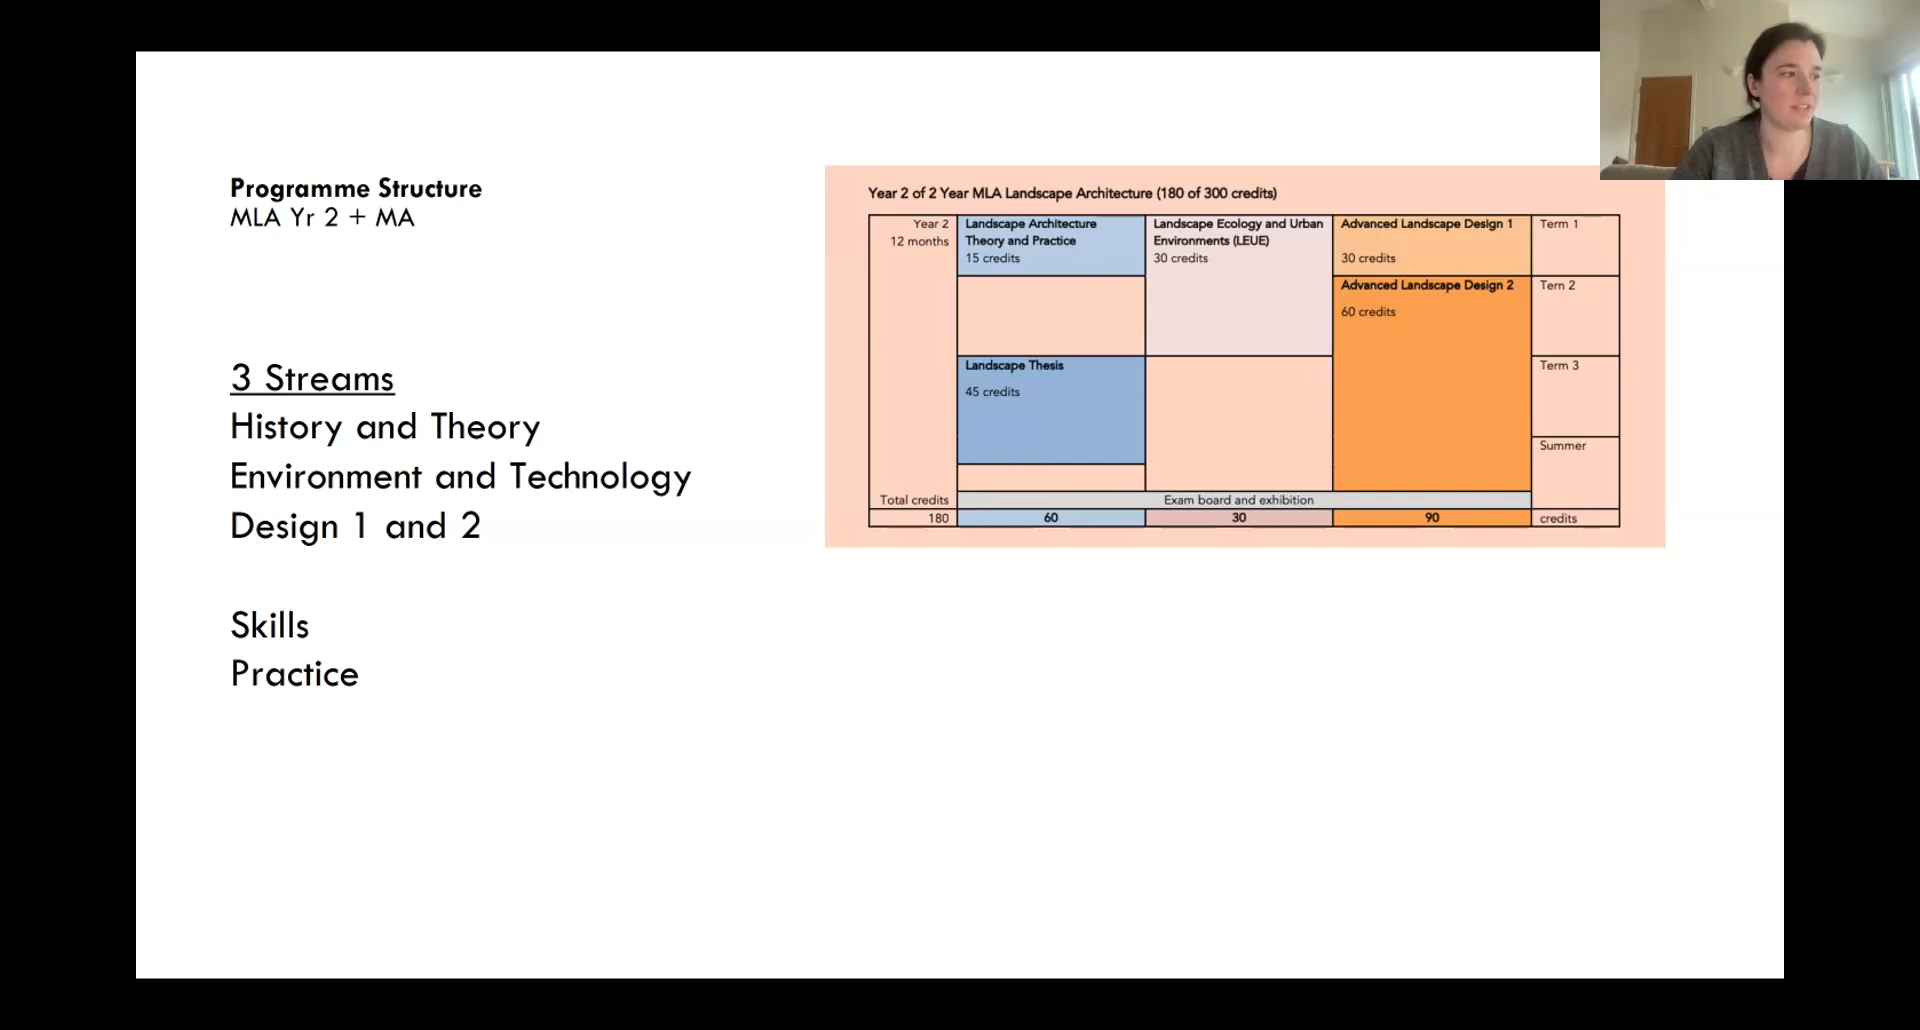 Programme Structure
MLA Yr 2 + MA
3 Streams
History and Theory
Environment and Technology
Design 1 and 2
Skills
Practice
Year 2 of 2 Year MLA Landscape Architecture (180 of 300 credits)
Year 2
12 months
Landscape Architecture
Theory and Practice
15 credits
Landscape Ecology and Urban
Environments (LEUE)
30 credits
Advanced Landscape Design 1
30 credits
Term 1
Advanced Landscape Design 2
60 credits
Tern 2
Landscape Thesis
45 credits
Term 3
Summer
Total credits
Exam board and exhibition
180
60
30
90
credits